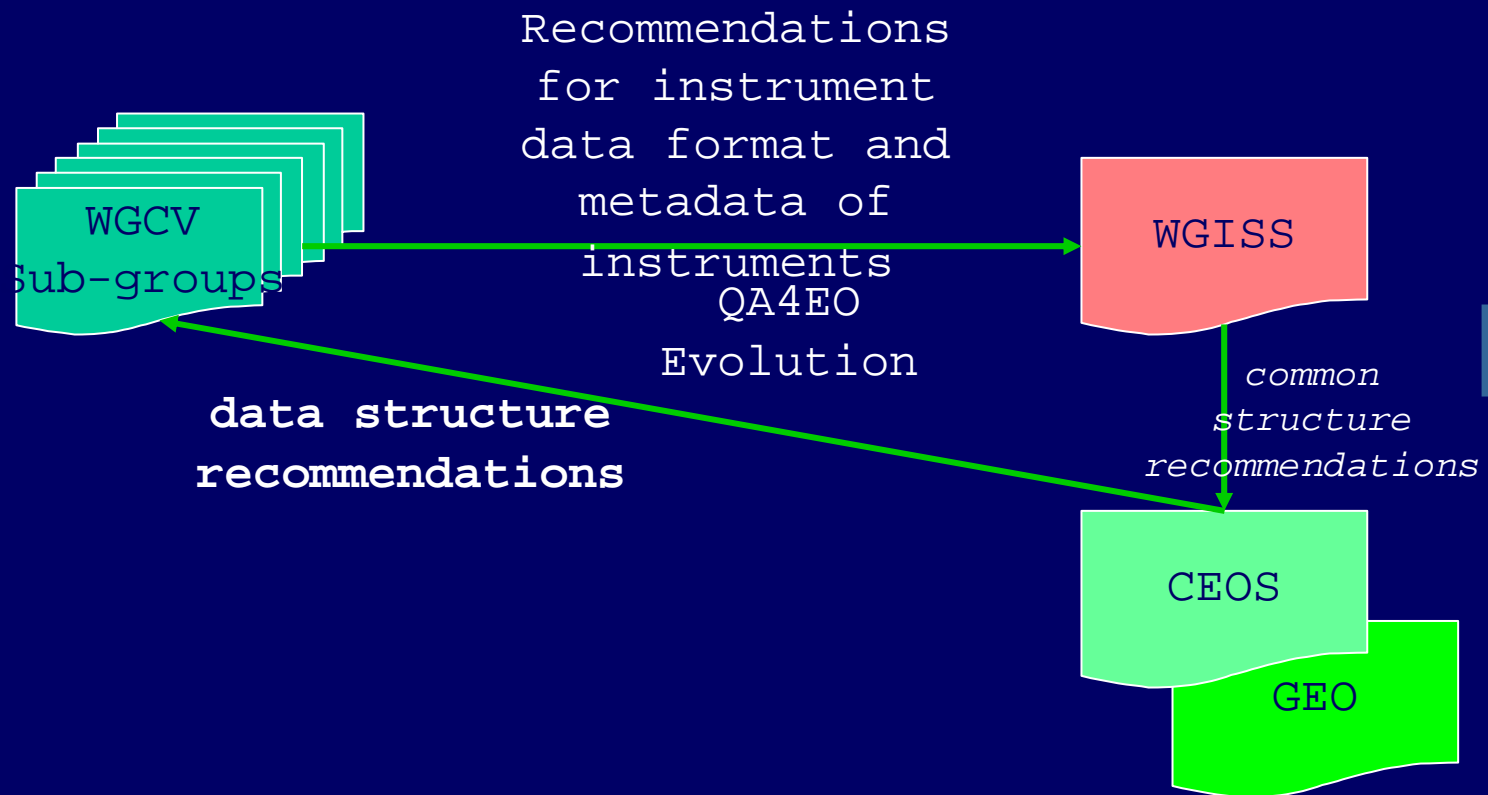 Recommendations
for instrument
data format and
metadata of
instruments
WGCV
Sub-groups
WGISS
QA4EO
Evolution
common
structure
recommendations
data structure
recommendations
CEOS
GEO